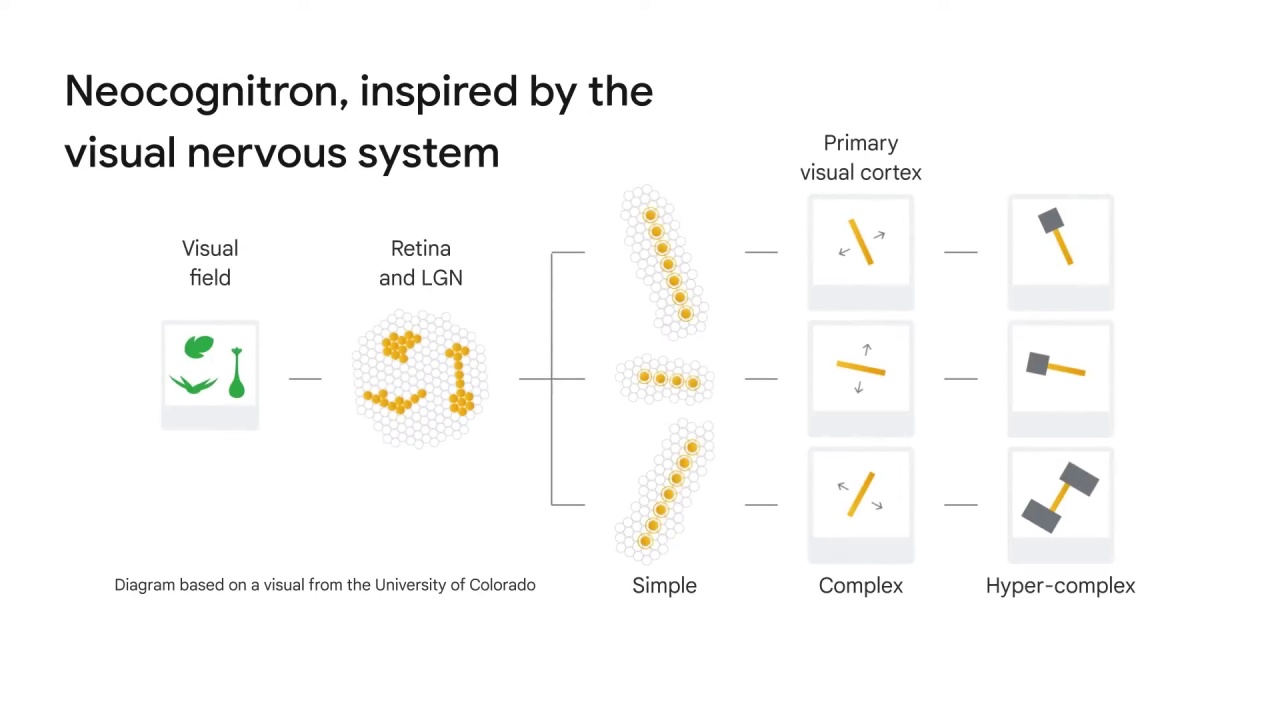 Neocognitron, inspired by the
visual nervous system
Primary
visual cortex
Visual
field
Retina
and LGN
Diagram based on a visual from the University of Colorado
Simple
Complex
Hyper-complex